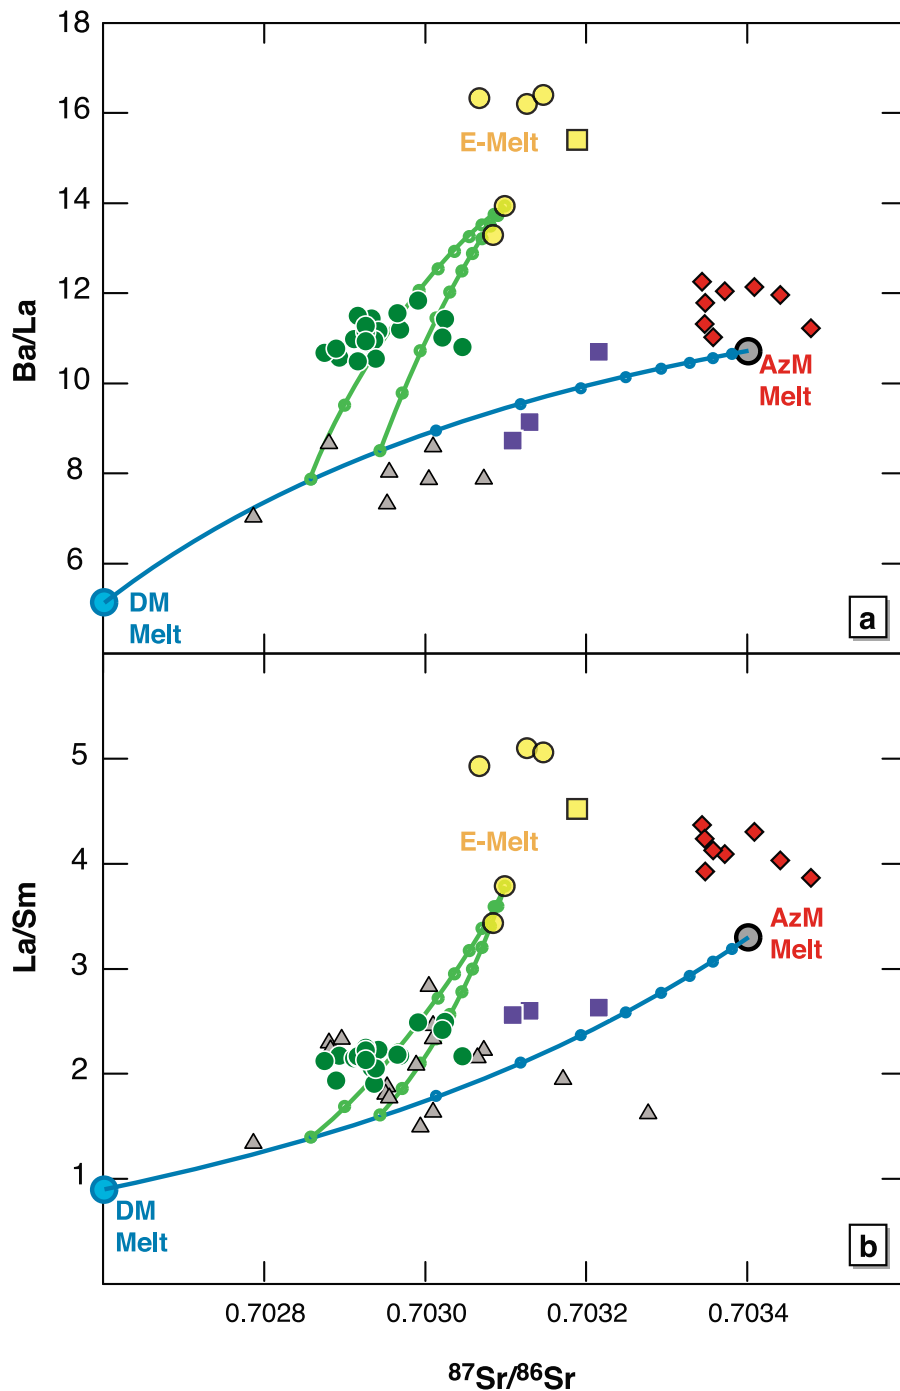 18
16
14
12
10
8
6
Ba/La
E-Melt
AzM
Melt
DM
Melt
a
5
4
3
2
1
La/Sm
E-Melt
AzM
Melt
DM
Melt
b
0.7028
0.7030
0.7032
0.7034
⁸⁷Sr/⁸⁶Sr